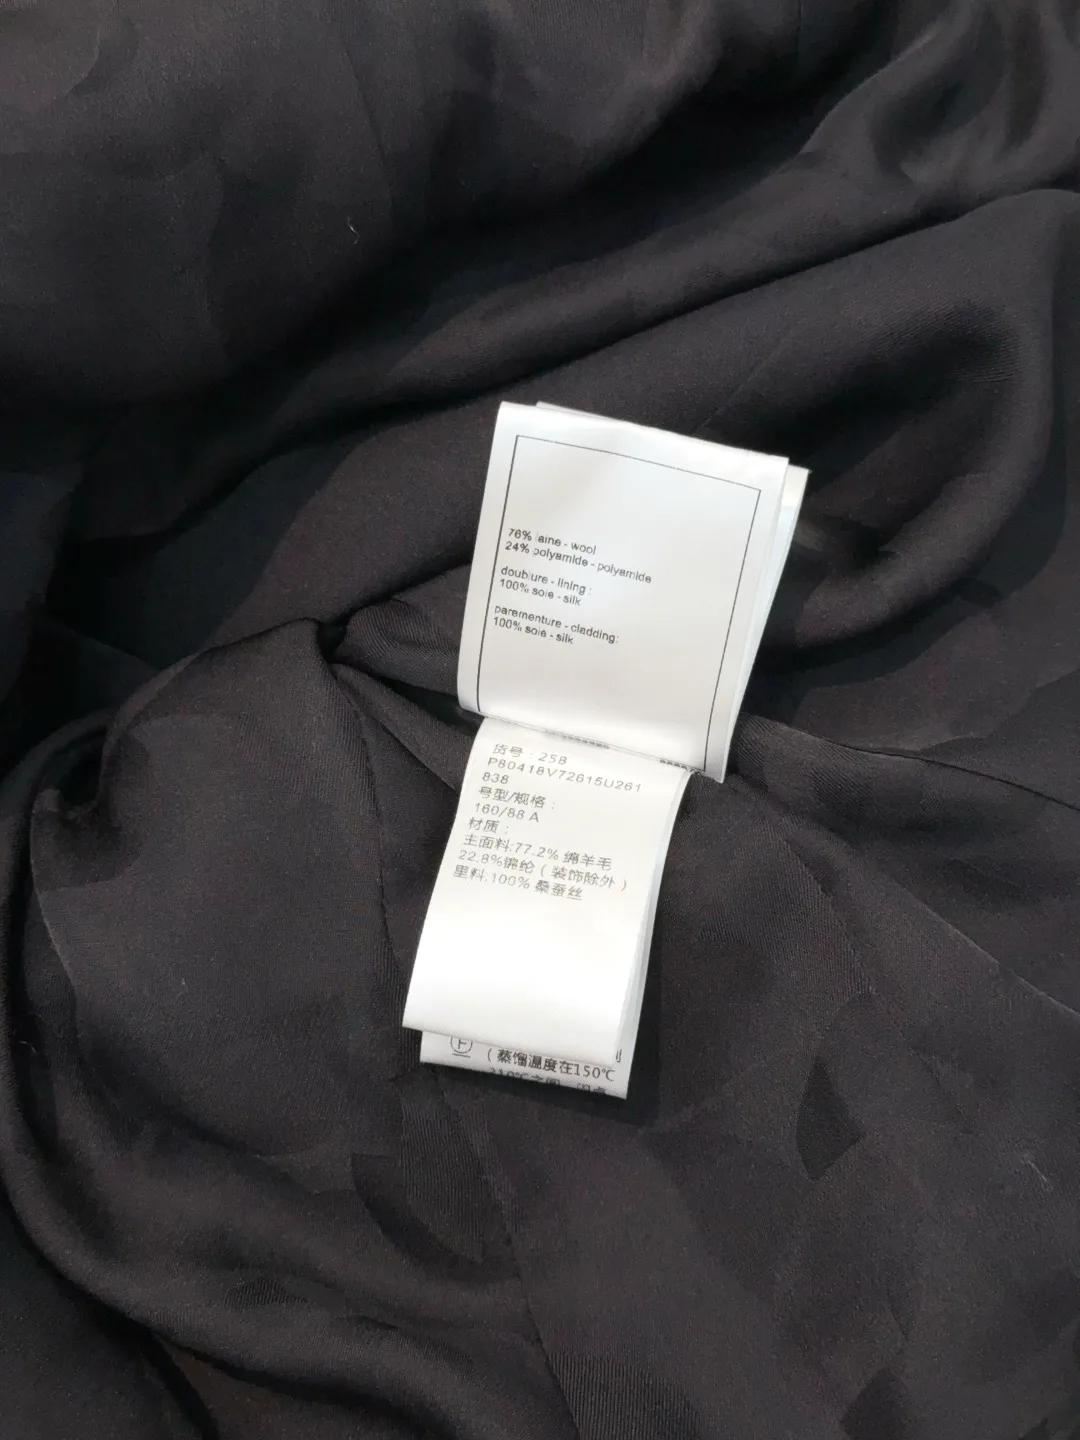 76% laine - wool
24% polyamide - polyamide
doublure - lining :
100% soie - silk
parementure - cladding:
100% soie - silk
货号：25B
P80418V72615U261
838
号型/规格：
160/88 A
材质：
主面料:77.2% 绵羊毛
22.8%锦纶（装饰除外）
里料:100% 桑蚕丝
（蒸馏温度在150℃